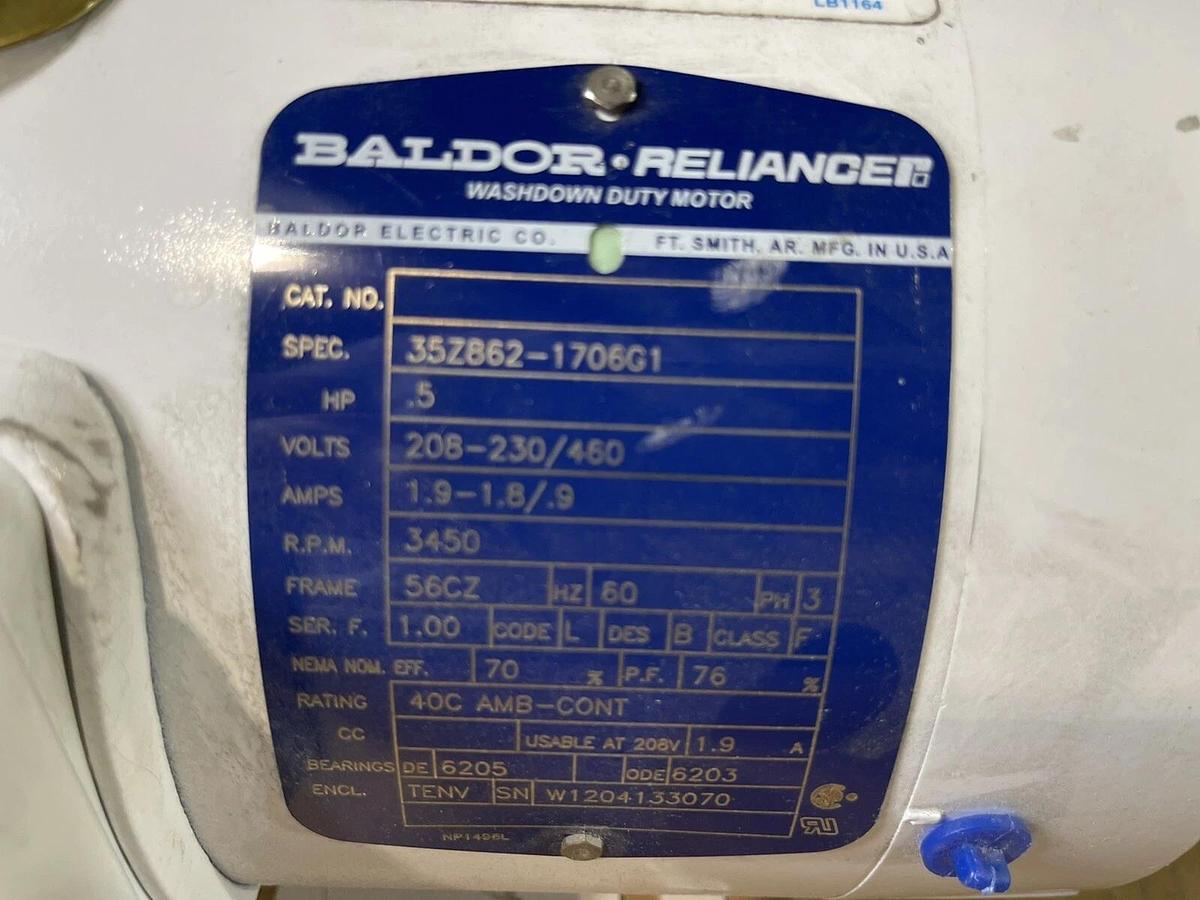 LB1164
BALDOR · RELIANCER
WASHDOWN DUTY MOTOR
BALDOR ELECTRIC CO. FT. SMITH, AR. MFG. IN U.S.A
CAT. NO.
SPEC. 35Z862-1706G1
HP .5
VOLTS 208-230/460
AMPS 1.9-1.8/.9
R.P.M. 3450
FRAME 56CZ HZ 60 PH 3
SER. F. 1.00 CODE L DES B CLASS F
NEMA NOM. EFF. 70 % P.F. 76 %
RATING 40C AMB-CONT
CC USABLE AT 208V 1.9 A
BEARINGS DE 6205 ODE 6203
ENCL. TENV SN W1204133070
NP1496L